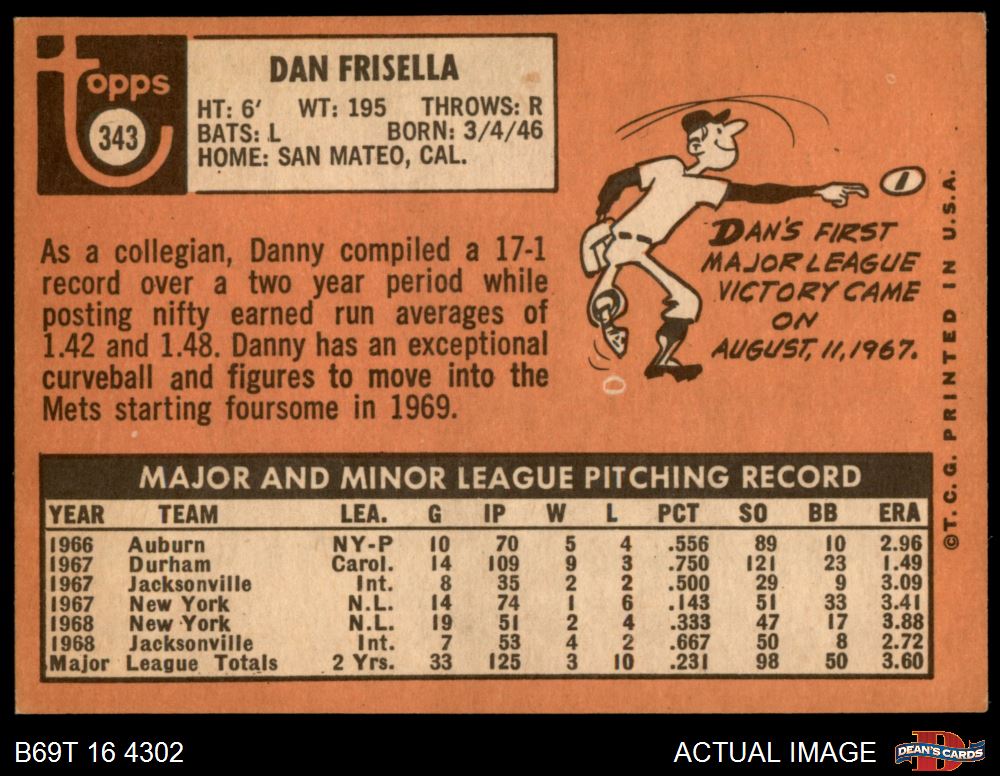 topps
343
DAN FRISELLA
HT: 6' WT: 195 THROWS: R
BATS: L BORN: 3/4/46
HOME: SAN MATEO, CAL.
As a collegian, Danny compiled a 17-1
record over a two year period while
posting nifty earned run averages of
1.42 and 1.48. Danny has an exceptional
curveball and figures to move into the
Mets starting foursome in 1969.
1
DAN'S FIRST
MAJOR LEAGUE
VICTORY CAME
ON
AUGUST, 11, 1967.
©T. C. G. PRINTED IN U.S.A.
MAJOR AND MINOR LEAGUE PITCHING RECORD
YEAR TEAM LEA. G IP W L PCT SO BB ERA
1966 Auburn NY-P 10 70 5 4 .556 89 10 2.96
1967 Durham Carol. 14 109 9 3 .750 121 23 1.49
1967 Jacksonville Int. 8 35 2 2 .500 29 9 3.09
1967 New York N.L. 14 74 1 6 .143 51 33 3.41
1968 New York N.L. 19 51 2 4 .333 47 17 3.88
1968 Jacksonville Int. 7 53 4 2 .667 50 8 2.72
Major League Totals 2 Yrs. 33 125 3 10 .231 98 50 3.60
B69T 16 4302
ACTUAL IMAGE
DEAN'S CARDS